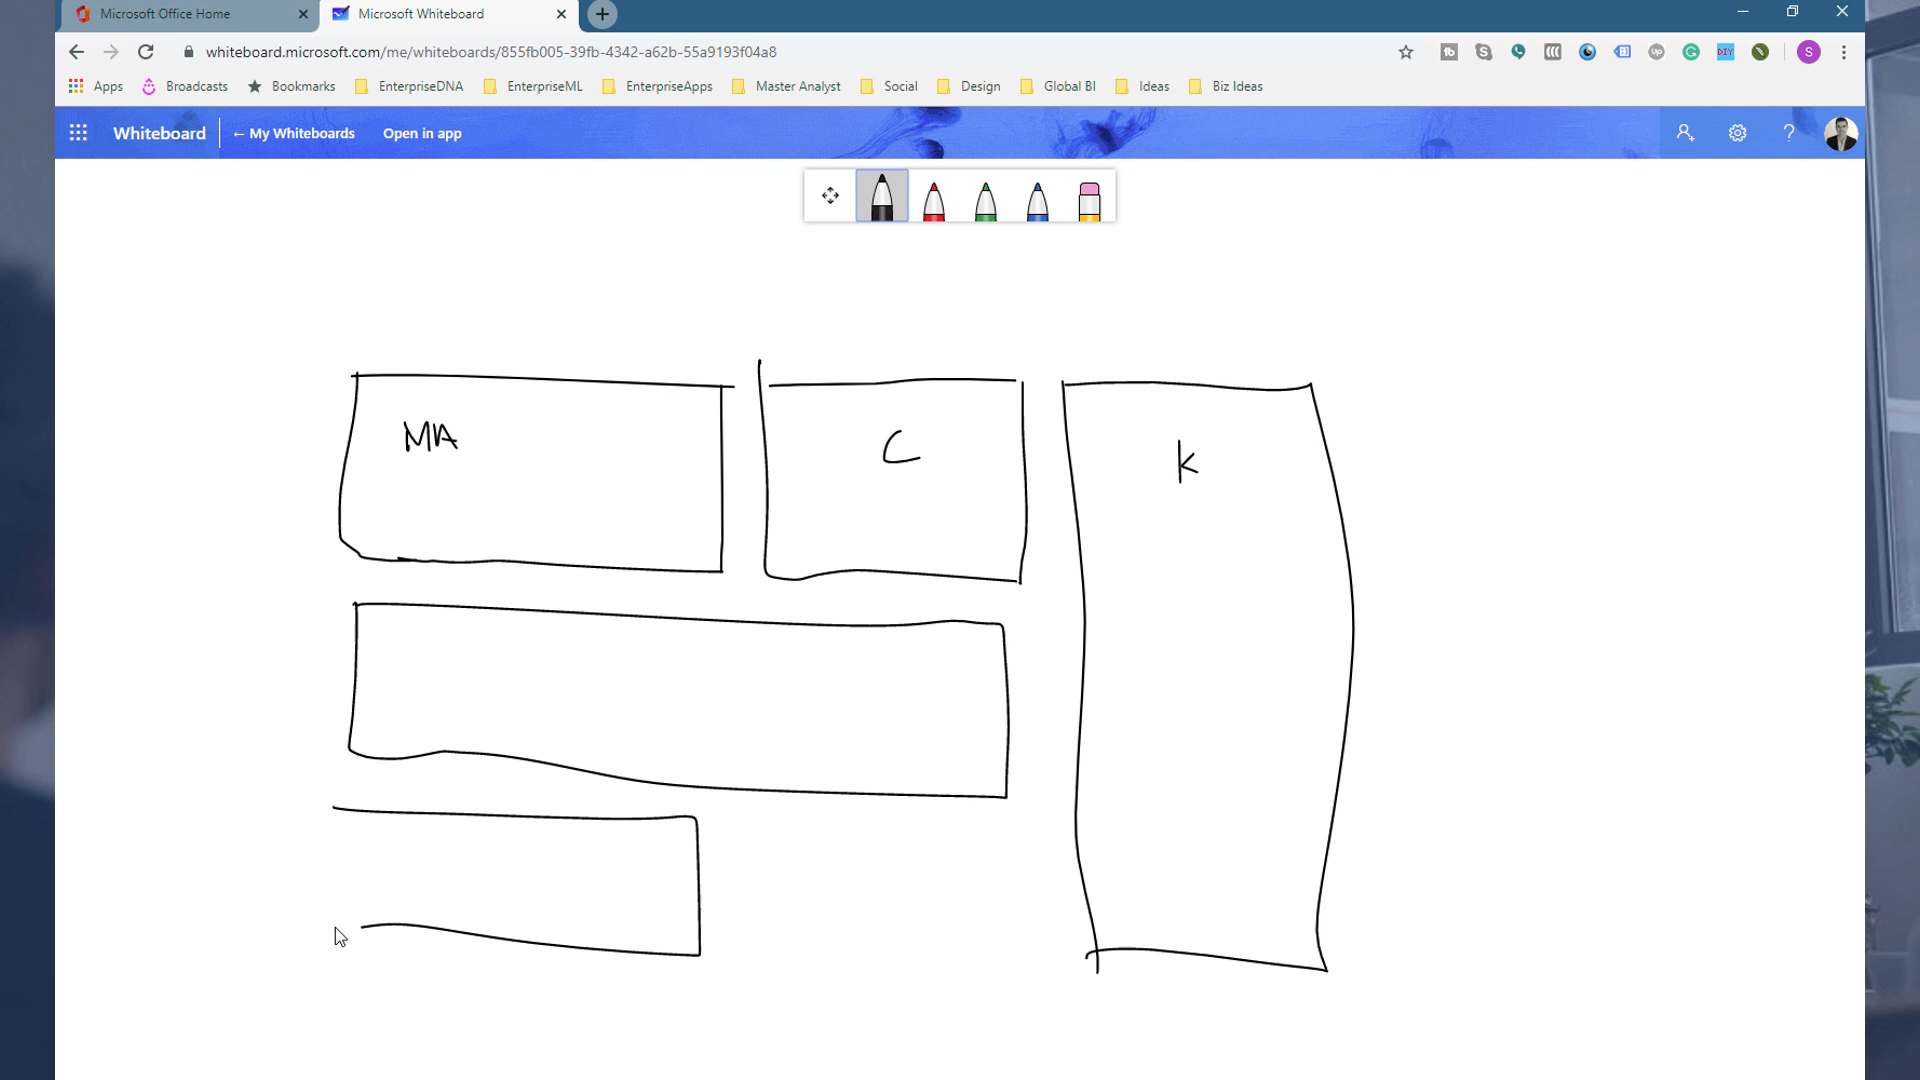 Microsoft Office Home
Microsoft Whiteboard
whiteboard.microsoft.com/me/whiteboards/855fb005-39fb-4342-a62b-55a9193f04a8
S
Apps
Broadcasts
Bookmarks
EnterpriseDNA
EnterpriseML
EnterpriseApps
Master Analyst
Social
Design
Global BI
Ideas
Biz Ideas
Whiteboard
← My Whiteboards
Open in app
?
MA
C
K